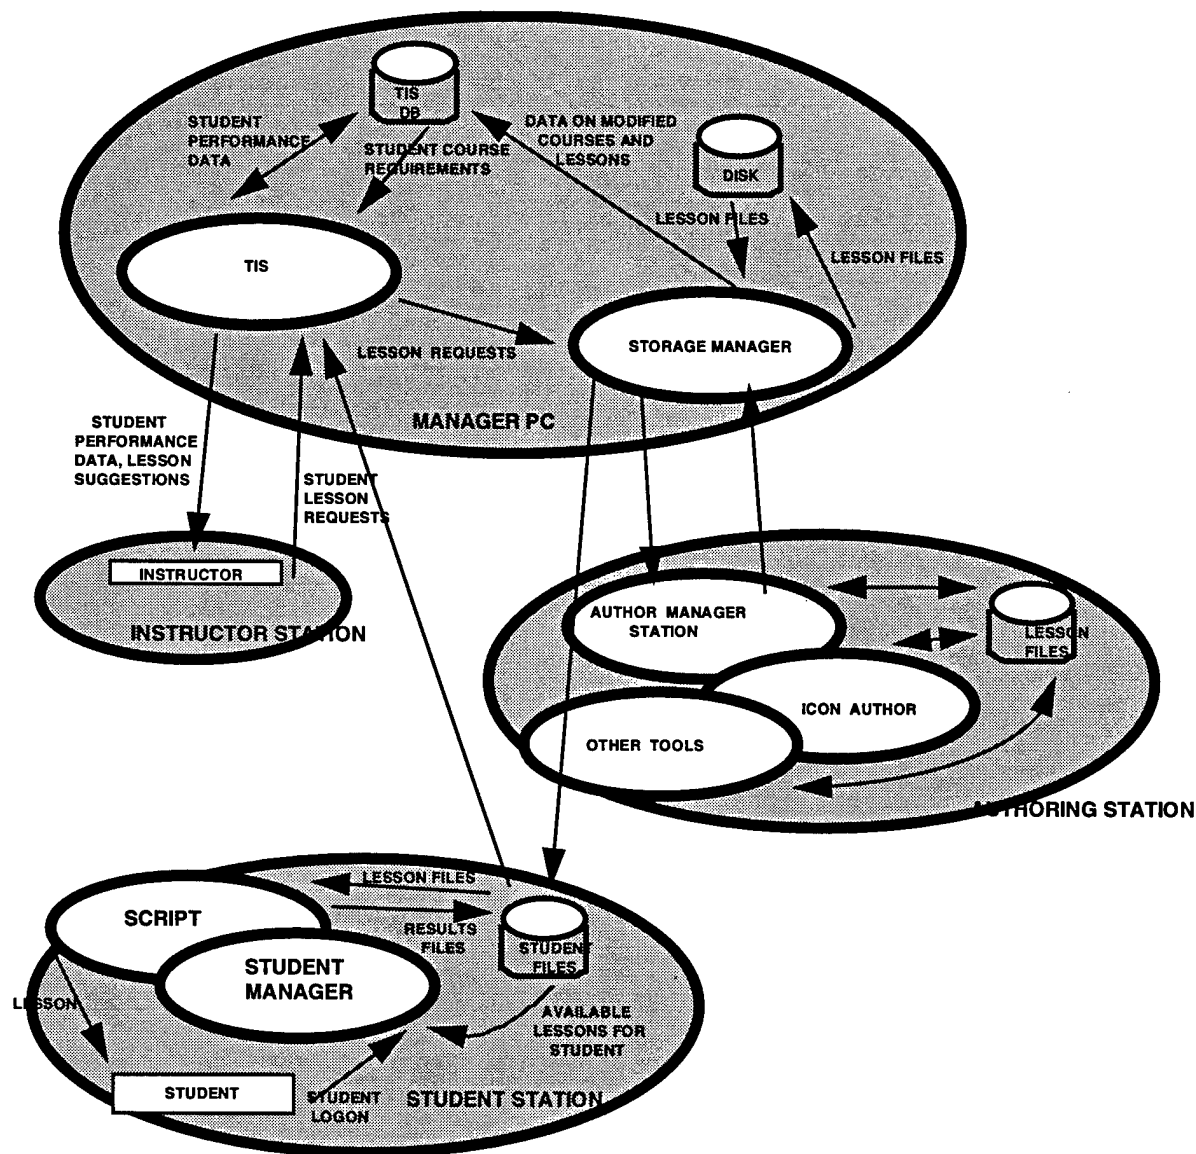 TIS
DB
STUDENT
PERFORMANCE
DATA
STUDENT COURSE
REQUIREMENTS
DATA ON MODIFIED
COURSES AND
LESSONS
DISK
LESSON FILES
LESSON FILES
TIS
LESSON REQUESTS
STORAGE MANAGER
MANAGER PC
STUDENT
PERFORMANCE
DATA, LESSON
SUGGESTIONS
STUDENT
LESSON
REQUESTS
INSTRUCTOR
INSTRUCTOR STATION
AUTHOR MANAGER
STATION
LESSON
FILES
ICON AUTHOR
OTHER TOOLS
AUTHORING STATION
LESSON FILES
SCRIPT
RESULTS
FILES
STUDENT
FILES
STUDENT
MANAGER
LESSON
AVAILABLE
LESSONS FOR
STUDENT
STUDENT
STUDENT
LOGON
STUDENT STATION